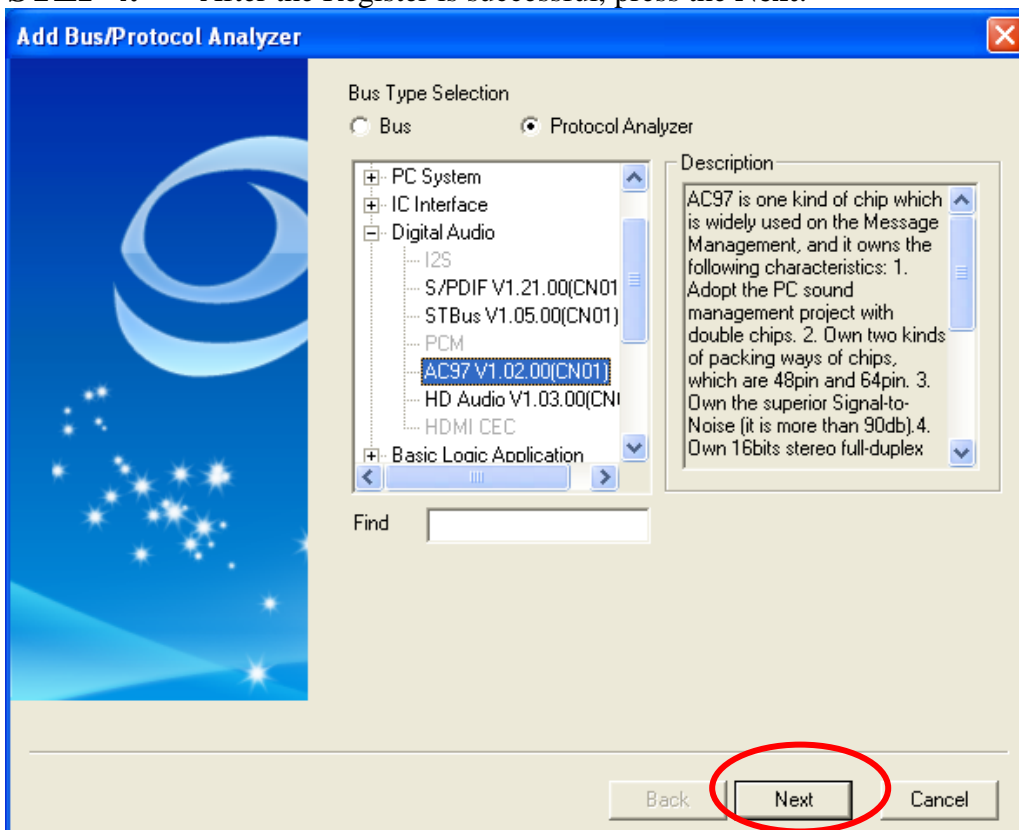 After the Register is successful, press the Next.
Add Bus/Protocol Analyzer
Bus Type Selection
Bus
Protocol Analyzer
PC System
IC Interface
Digital Audio
I2S
S/PDIF V1.21.00(CN01
STBus V1.05.00(CN01)
PCM
AC97 V1.02.00(CN01)
HD Audio V1.03.00(CN
HDMI CEC
Basic Logic Application
Description
AC97 is one kind of chip which
is widely used on the Message
Management, and it owns the
following characteristics: 1.
Adopt the PC sound
management project with
double chips. 2. Own two kinds
of packing ways of chips,
which are 48pin and 64pin. 3.
Own the superior Signal-to-
Noise (it is more than 90db).4.
Own 16bits stereo full-duplex
Find
Back
Next
Cancel